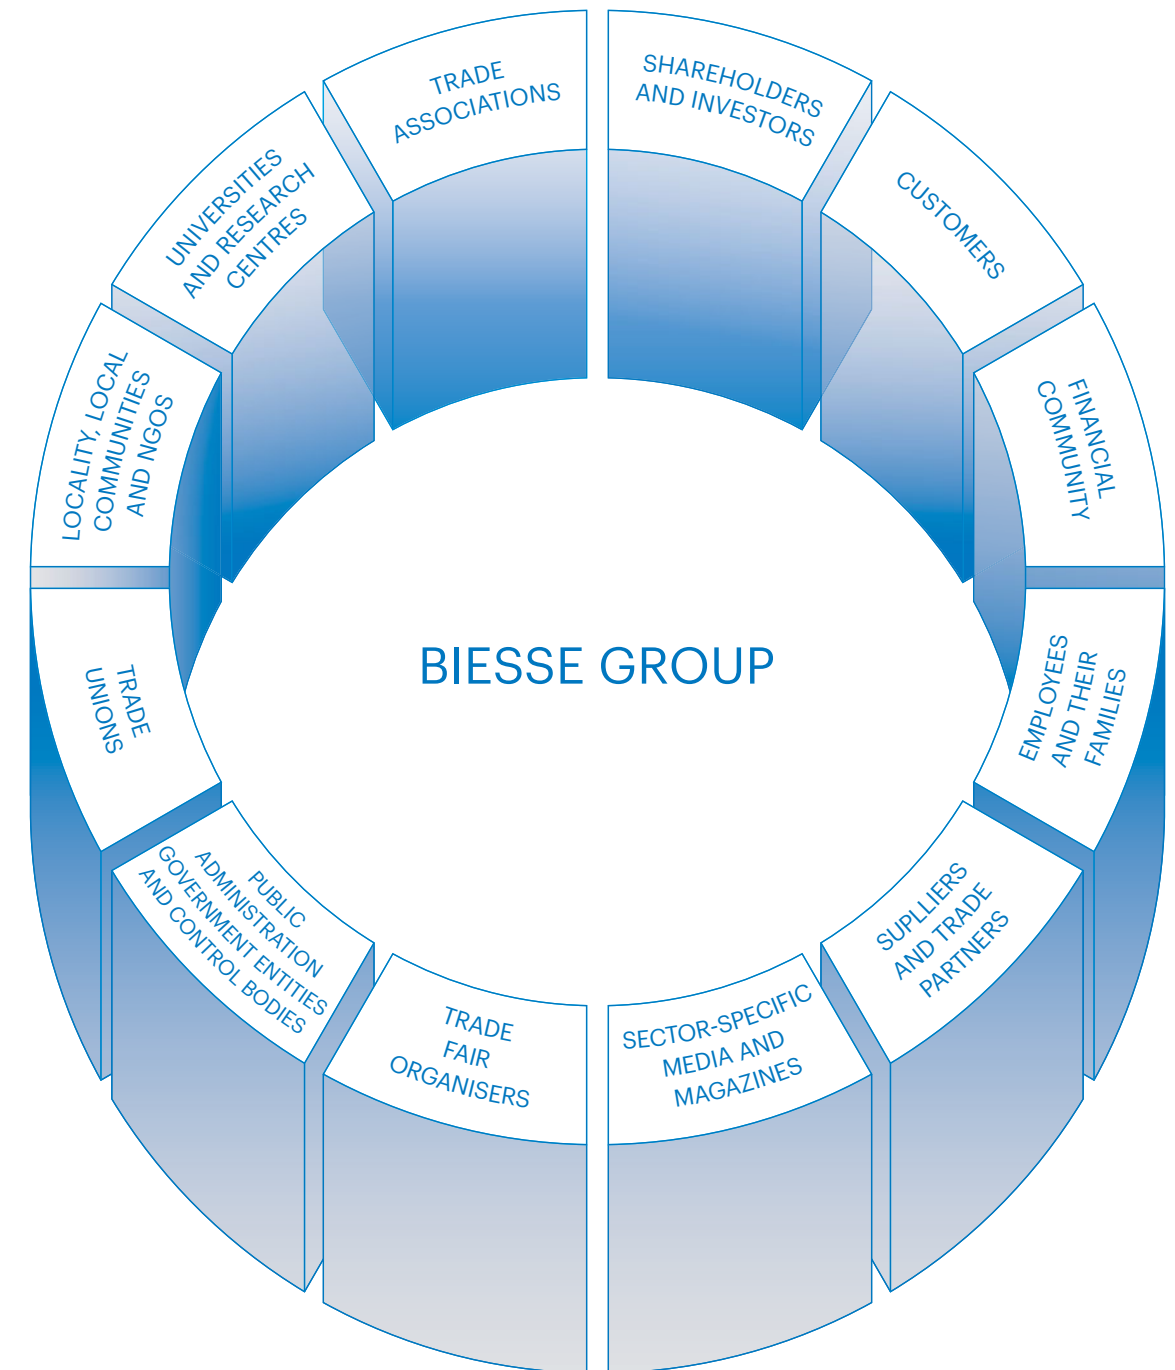 TRADE
ASSOCIATIONS
SHAREHOLDERS
AND INVESTORS
CUSTOMERS
FINANCIAL
COMMUNITY
EMPLOYEES
AND THEIR
FAMILIES
SUPLLIERS
AND TRADE
PARTNERS
SECTOR-SPECIFIC
MEDIA AND
MAGAZINES
TRADE
FAIR
ORGANISERS
PUBLIC
ADMINISTRATION
GOVERNMENT ENTITIES
AND CONTROL BODIES
TRADE
UNIONS
LOCALITY, LOCAL
COMMUNITIES
AND NGOS
UNIVERSITIES
AND RESEARCH
CENTRES
BIESSE GROUP